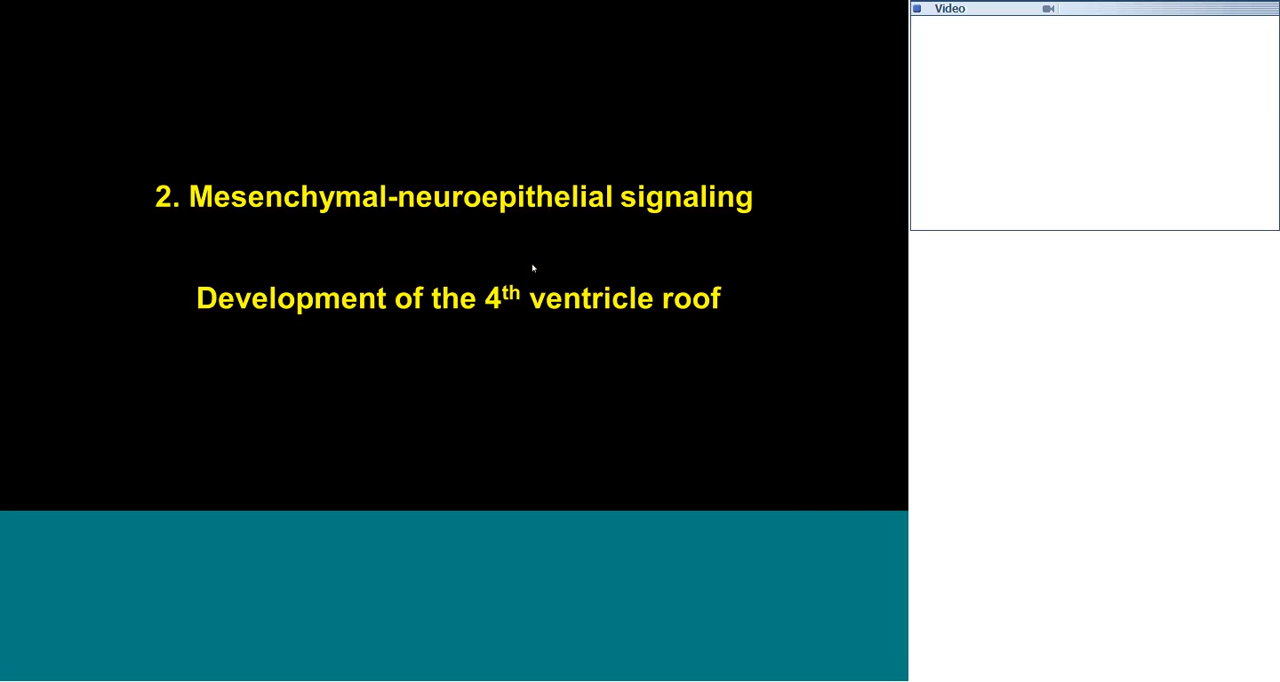 Video
2. Mesenchymal-neuroepithelial signaling
Development of the 4th ventricle roof